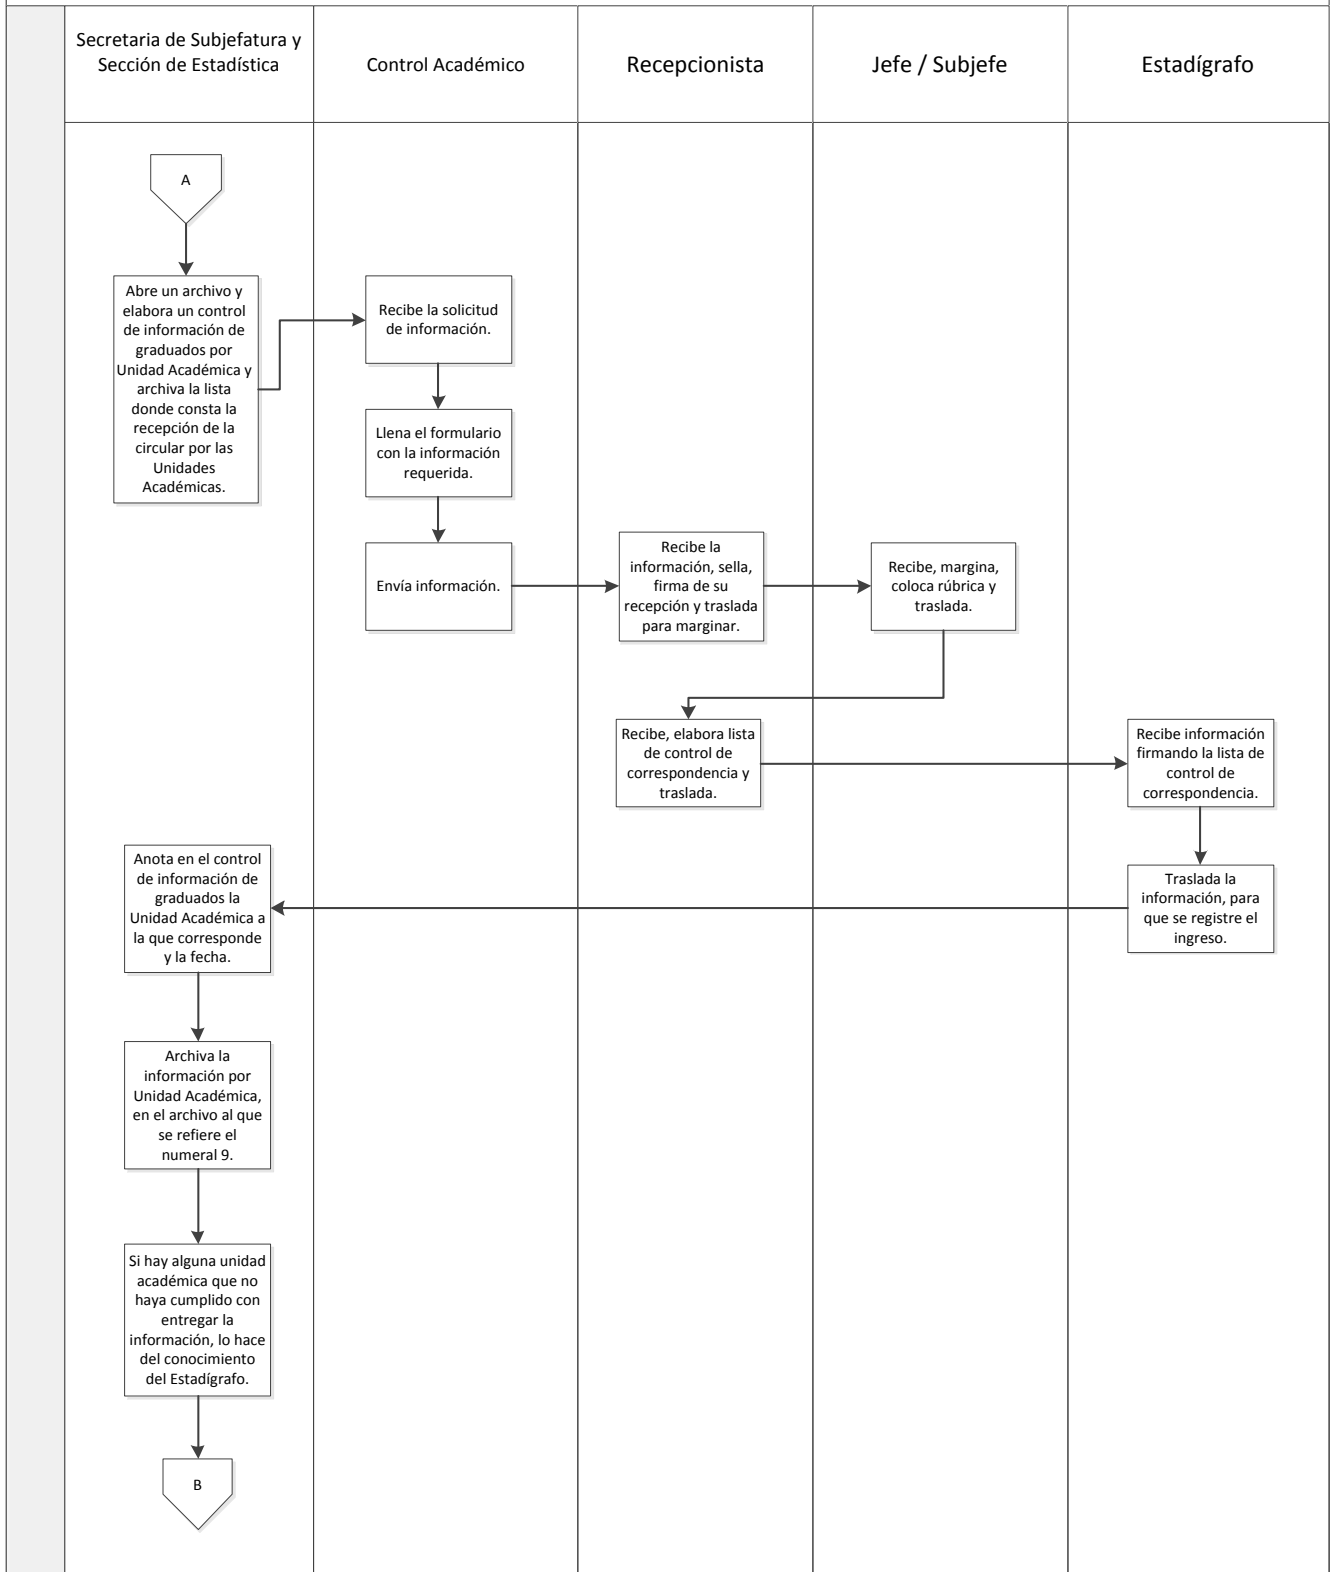 Secretaria de Subjefatura y
Sección de Estadística
Control Académico
Recepcionista
Jefe / Subjefe
Estadígrafo
A
Abre un archivo y
elabora un control
de información de
graduados por
Unidad Académica y
archiva la lista
donde consta la
recepción de la
circular por las
Unidades
Académicas.
Recibe la solicitud
de información.
Llena el formulario
con la información
requerida.
Envía información.
Recibe la
información, sella,
firma de su
recepción y traslada
para marginar.
Recibe, margina,
coloca rúbrica y
traslada.
Recibe, elabora lista
de control de
correspondencia y
traslada.
Recibe información
firmando la lista de
control de
correspondencia.
Traslada la
información, para
que se registre el
ingreso.
Anota en el control
de información de
graduados la
Unidad Académica a
la que corresponde
y la fecha.
Archiva la
información por
Unidad Académica,
en el archivo al que
se refiere el
numeral 9.
Si hay alguna unidad
académica que no
haya cumplido con
entregar la
información, lo hace
del conocimiento
del Estadígrafo.
B